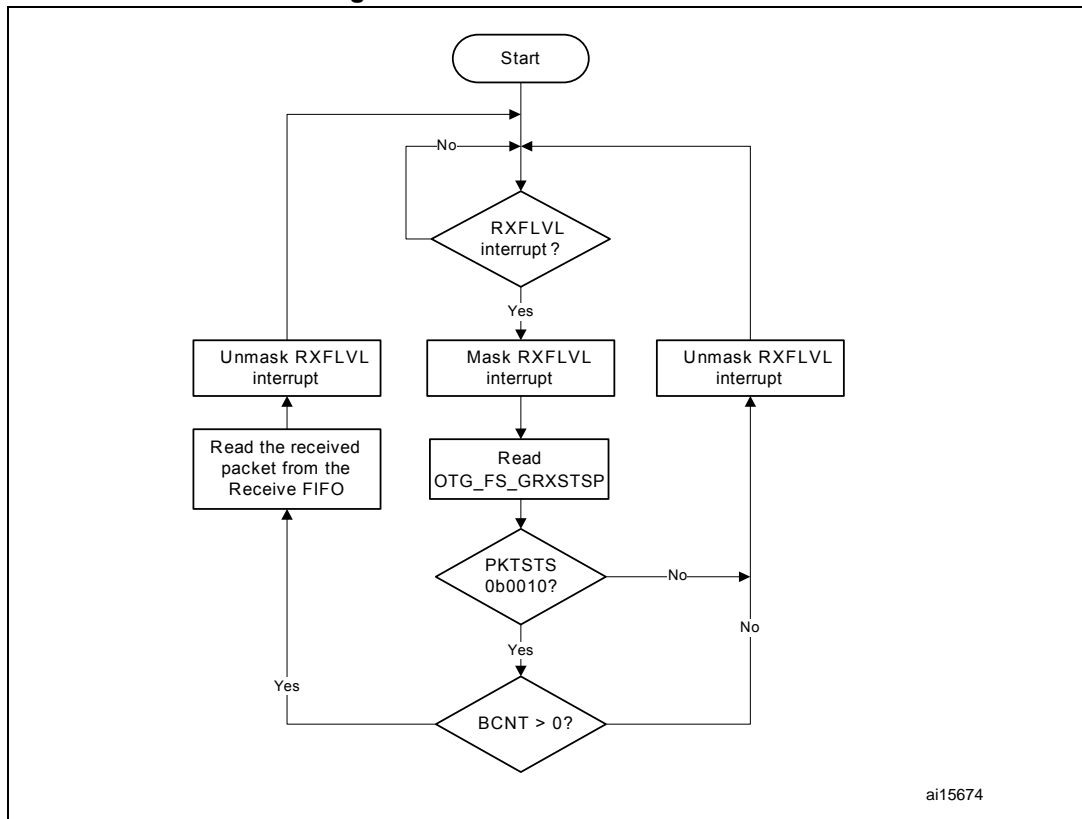 Start
No
RXFLVL
interrupt ?
Yes
Unmask RXFLVL
interrupt
Mask RXFLVL
interrupt
Unmask RXFLVL
interrupt
Read the received
packet from the
Receive FIFO
Read
OTG_FS_GRXSTSP
PKTSTS
0b0010?
No
No
Yes
Yes
BCNT > 0?
ai15674